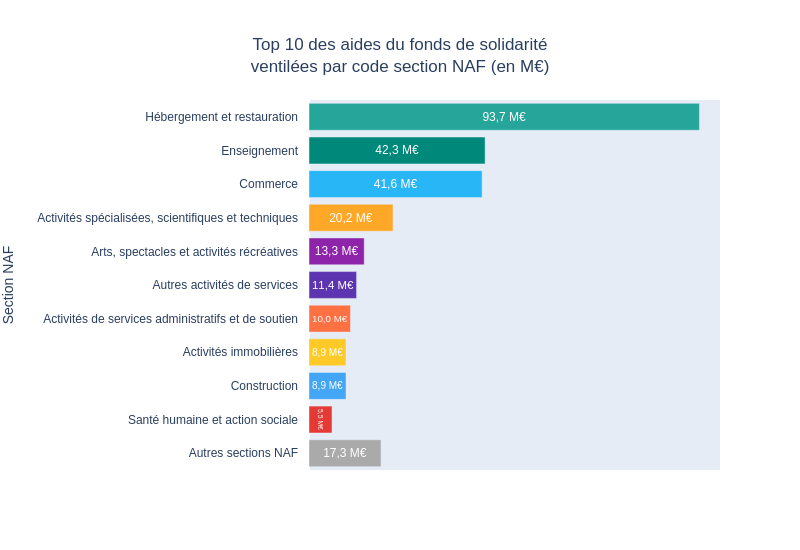 Top 10 des aides du fonds de solidarité
ventilées par code section NAF (en M€)
Section NAF
Hébergement et restauration 93,7 M€
Enseignement 42,3 M€
Commerce 41,6 M€
Activités spécialisées, scientifiques et techniques 20,2 M€
Arts, spectacles et activités récréatives 13,3 M€
Autres activités de services 11,4 M€
Activités de services administratifs et de soutien 10,0 M€
Activités immobilières 8,9 M€
Construction 8,9 M€
Santé humaine et action sociale 5,5 M€
Autres sections NAF 17,3 M€